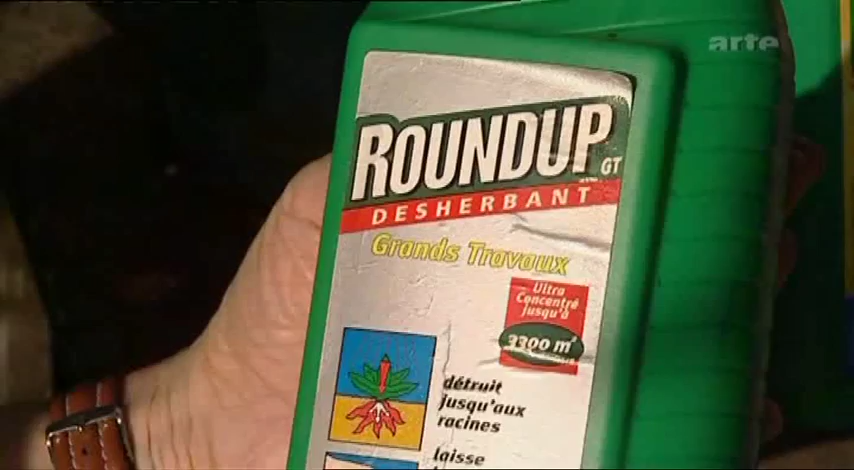 arte
ROUNDUP GT
DESHERBANT
Grands Travaux
Ultra
Concentré
Jusqu'à
3300 m²
détruit
jusqu'aux
racines
laisse